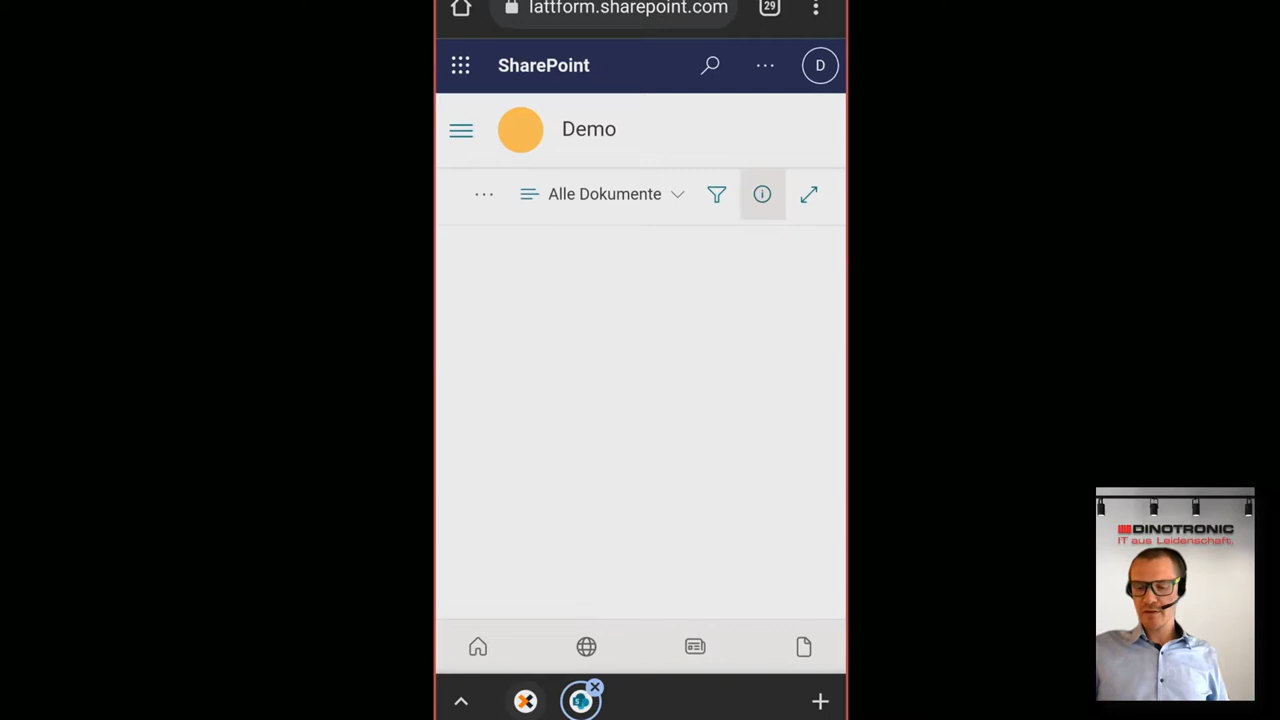 lattform.sharepoint.com
29
SharePoint
D
Demo
Alle Dokumente
DINOTRONIC
IT aus Leidenschaft.